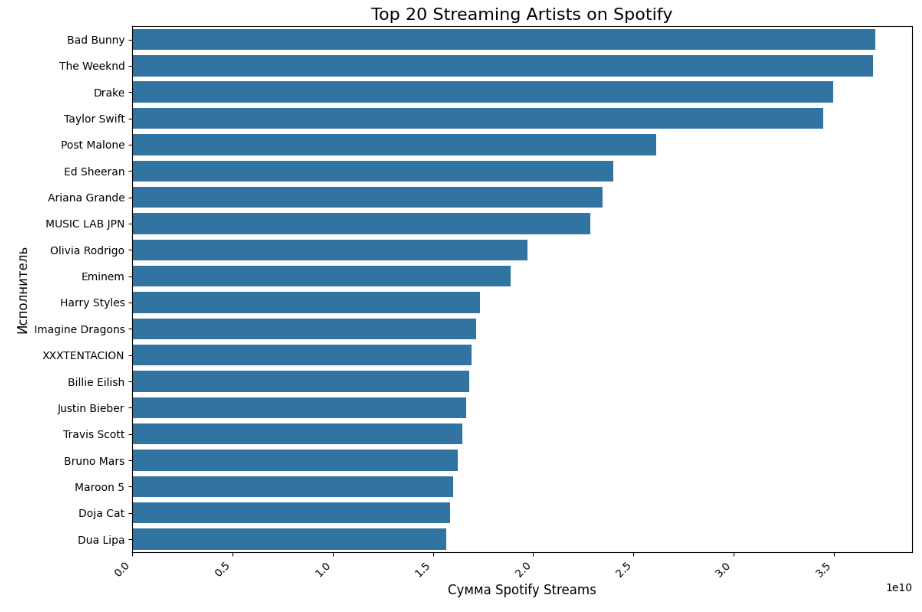 Top 20 Streaming Artists on Spotify
Исполнитель
Bad Bunny
The Weeknd
Drake
Taylor Swift
Post Malone
Ed Sheeran
Ariana Grande
MUSIC LAB JPN
Olivia Rodrigo
Eminem
Harry Styles
Imagine Dragons
XXXTENTACION
Billie Eilish
Justin Bieber
Travis Scott
Bruno Mars
Maroon 5
Doja Cat
Dua Lipa
0.0 0.5 1.0 1.5 2.0 2.5 3.0 3.5
1e10
Сумма Spotify Streams